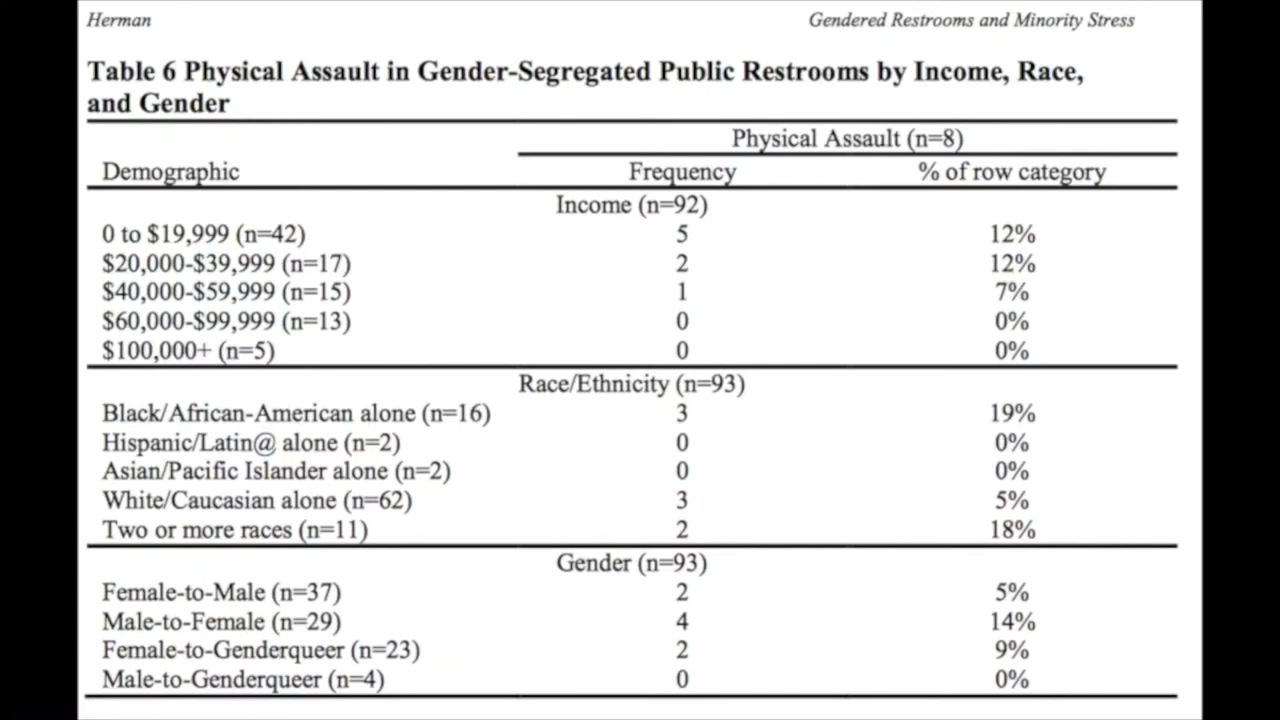 Herman Gendered Restrooms and Minority Stress
Table 6 Physical Assault in Gender-Segregated Public Restrooms by Income, Race,
and Gender
Physical Assault (n=8)
Demographic Frequency % of row category
Income (n=92)
0 to $19,999 (n=42) 5 12%
$20,000-$39,999 (n=17) 2 12%
$40,000-$59,999 (n=15) 1 7%
$60,000-$99,999 (n=13) 0 0%
$100,000+ (n=5) 0 0%
Race/Ethnicity (n=93)
Black/African-American alone (n=16) 3 19%
Hispanic/Latin@ alone (n=2) 0 0%
Asian/Pacific Islander alone (n=2) 0 0%
White/Caucasian alone (n=62) 3 5%
Two or more races (n=11) 2 18%
Gender (n=93)
Female-to-Male (n=37) 2 5%
Male-to-Female (n=29) 4 14%
Female-to-Genderqueer (n=23) 2 9%
Male-to-Genderqueer (n=4) 0 0%